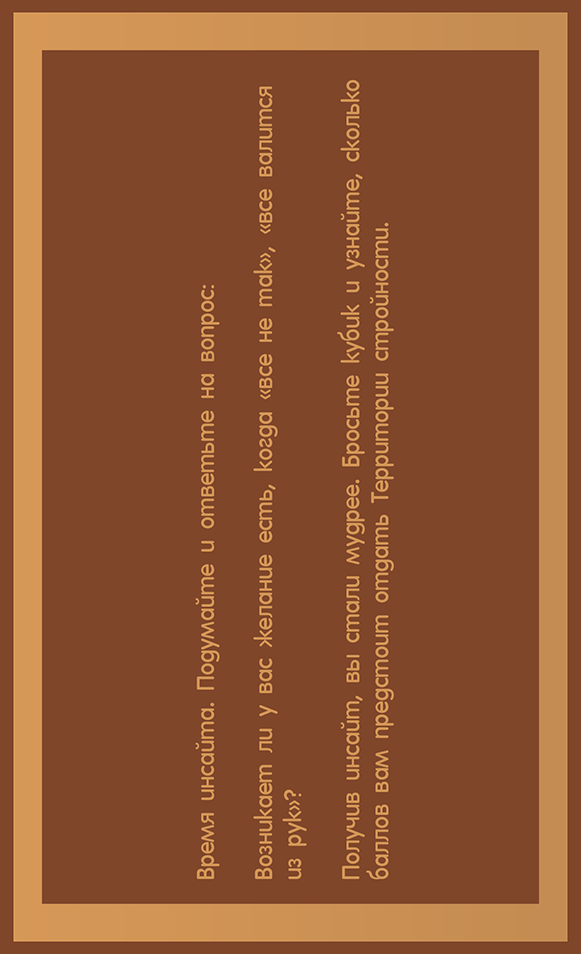 Время инсайта. Подумайте и ответьте на вопрос:
Возникает ли у вас желание есть, когда «все не так», «все валится
из рук»?
Получив инсайт, вы стали мудрее. Бросьте кубик и узнайте, сколько
баллов вам предстоит отдать Территории стройности.